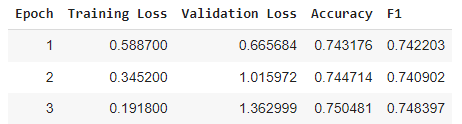 Epoch Training Loss Validation Loss Accuracy F1
1 0.588700 0.665684 0.743176 0.742203
2 0.345200 1.015972 0.744714 0.740902
3 0.191800 1.362999 0.750481 0.748397